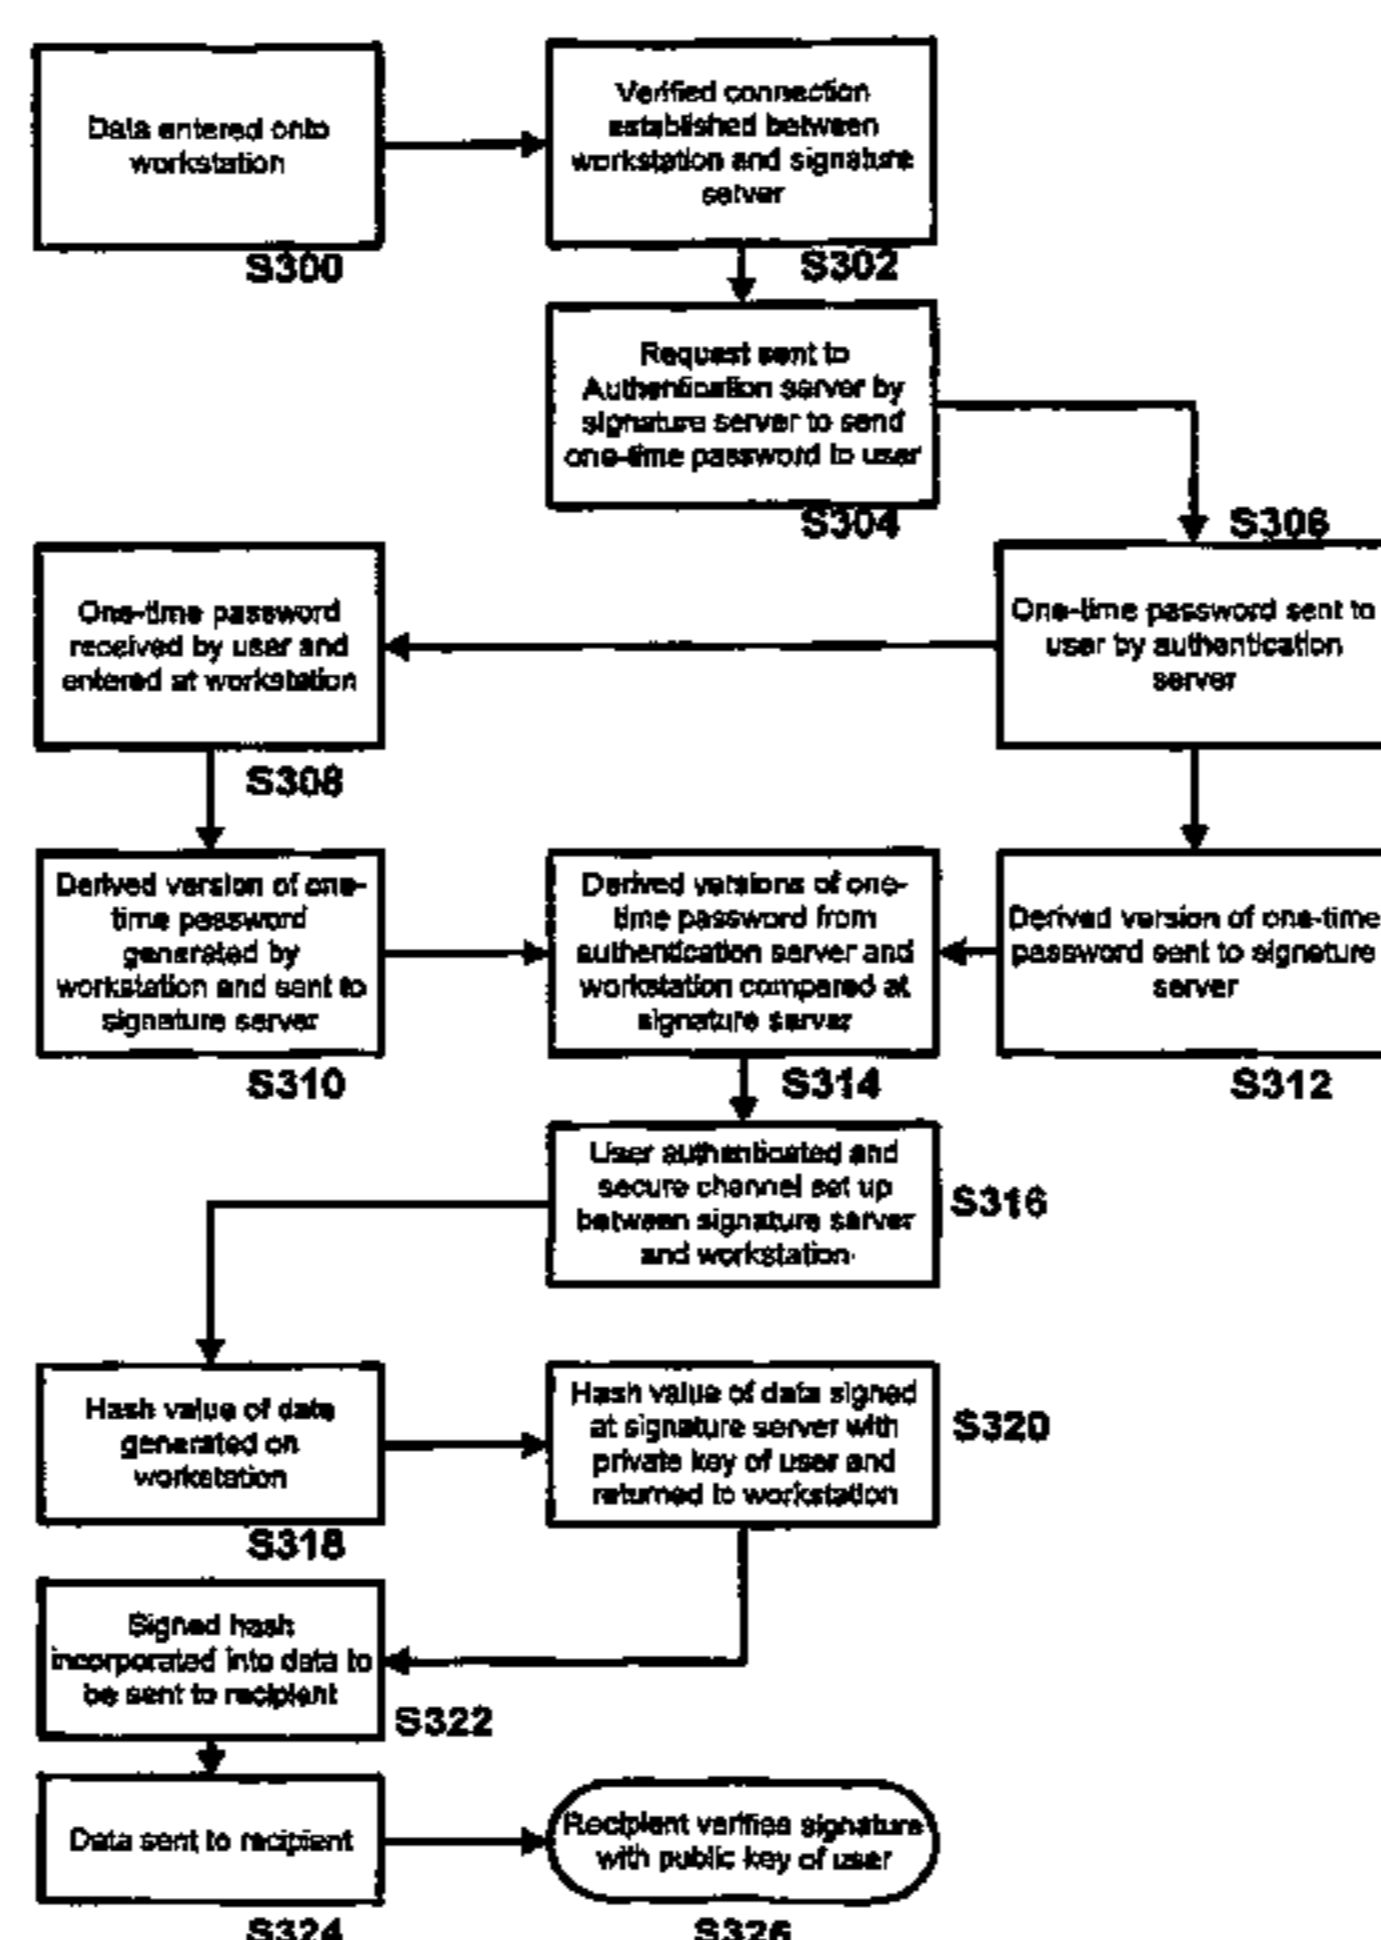 Data entered onto
workstation
S300
Verified connection
established between
workstation and signature
server
S302
Request sent to
Authentication server by
signature server to send
one-time password to user
S304
S306
One-time password sent to
user by authentication
server
One-time password
received by user and
entered at workstation
S308
Derived version of one-
time password
generated by
workstation and sent to
signature server
S310
Derived versions of one-
time password from
authentication server and
workstation compared at
signature server
S314
Derived version of one-time
password sent to signature
server
S312
User authenticated and
secure channel set up
between signature server
and workstation
S316
Hash value of data
generated on
workstation
S318
Hash value of data signed
at signature server with
private key of user and
returned to workstation
S320
Signed hash
incorporated into data to
be sent to recipient
S322
Data sent to recipient
S324
Recipient verifies signature
with public key of user
S326